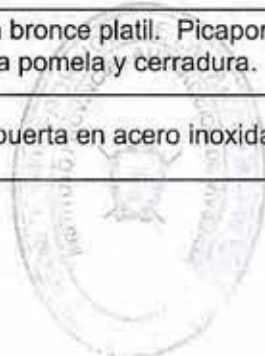 bronce platil. Picapor
a pomela y cerradura.
puerta en acero inoxida